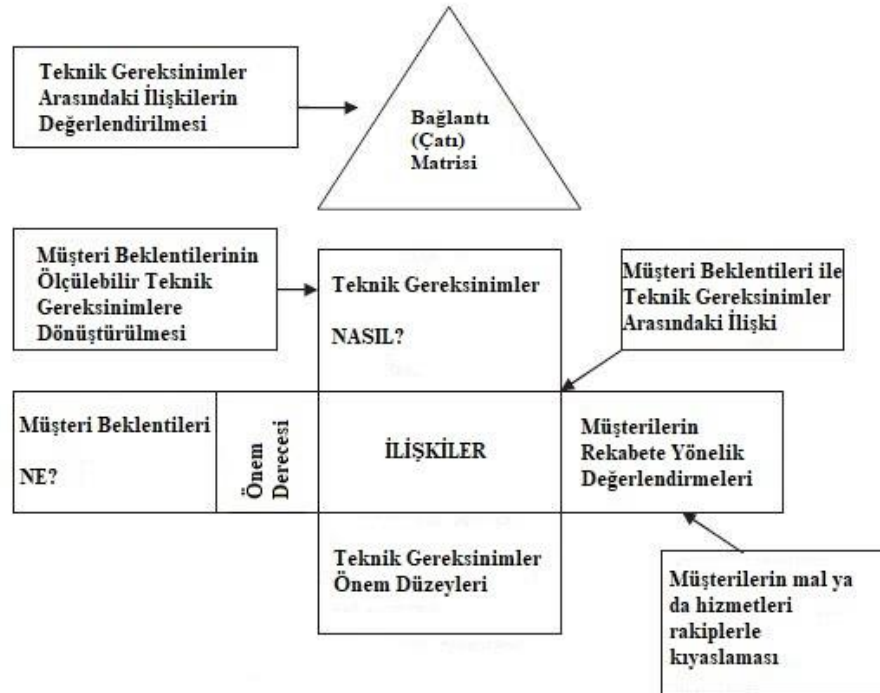 Teknik Gereksinimler
Arasındaki İlişkilerin
Değerlendirilmesi
Bağlantı
(Çatı)
Matrisi
Müşteri Beklentilerinin
Ölçülebilir Teknik
Gereksinimlere
Dönüştürülmesi
Teknik Gereksinimler
NASIL?
Müşteri Beklentileri ile
Teknik Gereksinimler
Arasındaki İlişki
Müşteri Beklentileri
NE?
Önem
Derecesi
İLİŞKİLER
Müşterilerin
Rekabete Yönelik
Değerlendirmeleri
Teknik Gereksinimler
Önem Düzeyleri
Müşterilerin mal ya
da hizmetleri
rakiplerle
kıyaslaması